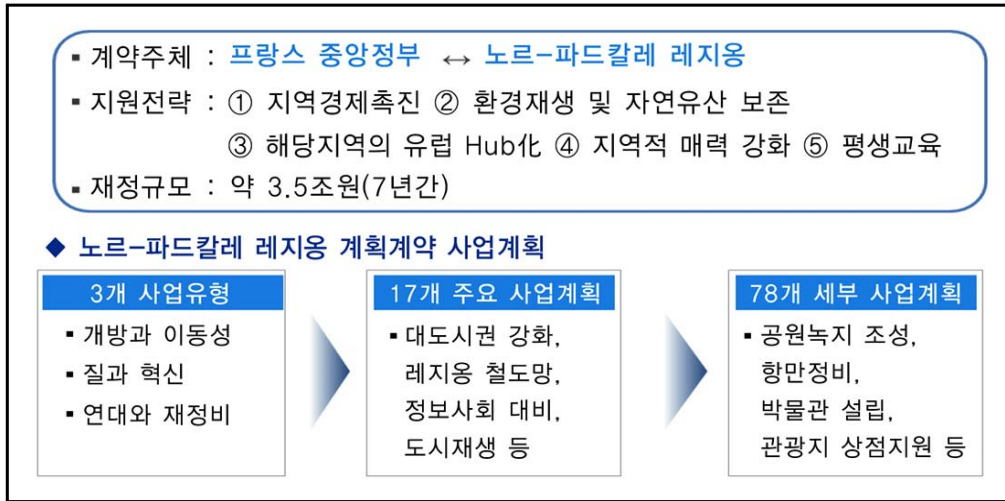 ▪ 계약주체 : 프랑스 중앙정부 ↔ 노르-파드칼레 레지옹
▪ 지원전략 : ① 지역경제촉진 ② 환경재생 및 자연유산 보존
③ 해당지역의 유럽 Hub化 ④ 지역적 매력 강화 ⑤ 평생교육
▪ 재정규모 : 약 3.5조원(7년간)
◆ 노르-파드칼레 레지옹 계획계약 사업계획
3개 사업유형
▪ 개방과 이동성
▪ 질과 혁신
▪ 연대와 재정비
17개 주요 사업계획
▪ 대도시권 강화,
레지옹 철도망,
정보사회 대비,
도시재생 등
78개 세부 사업계획
▪ 공원녹지 조성,
항만정비,
박물관 설립,
관광지 상점지원 등